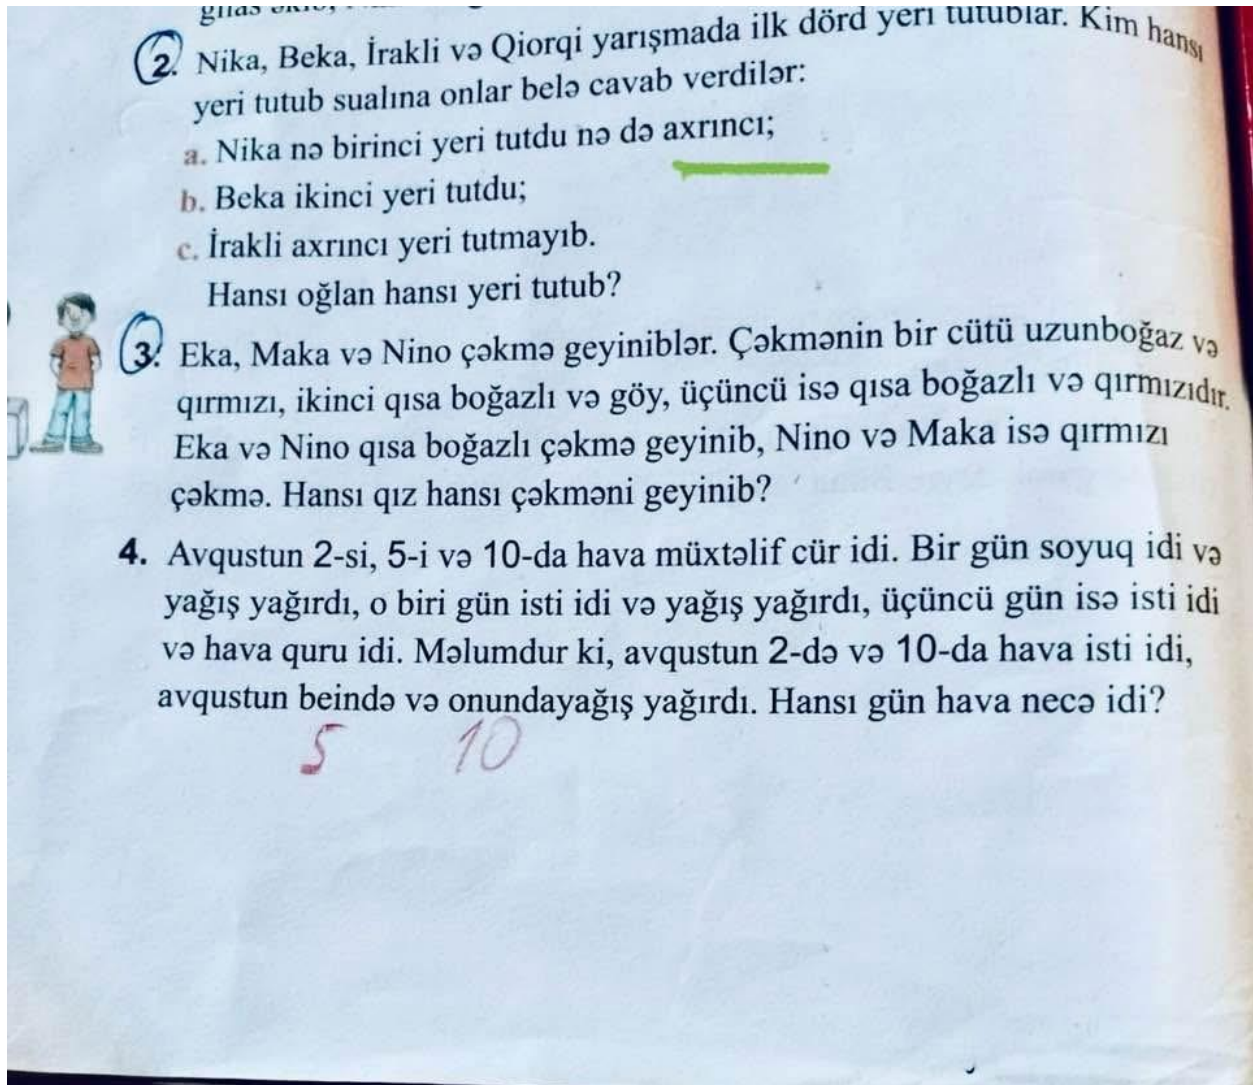 2. Nika, Beka, İrakli və Qiorqi yarışmada ilk dörd yeri tutublar. Kim hansı
yeri tutub sualına onlar belə cavab verdilər:
a. Nika nə birinci yeri tutdu nə də axrıncı;
b. Beka ikinci yeri tutdu;
c. İrakli axrıncı yeri tutmayıb.
Hansı oğlan hansı yeri tutub?
3. Eka, Maka və Nino çəkmə geyiniblər. Çəkmənin bir cütü uzunboğaz və
qırmızı, ikinci qısa boğazlı və göy, üçüncü isə qısa boğazlı və qırmızıdır.
Eka və Nino qısa boğazlı çəkmə geyinib, Nino və Maka isə qırmızı
çəkmə. Hansı qız hansı çəkməni geyinib?
4. Avqustun 2-si, 5-i və 10-da hava müxtəlif cür idi. Bir gün soyuq idi və
yağış yağırdı, o biri gün isti idi və yağış yağırdı, üçüncü gün isə isti idi
və hava quru idi. Məlumdur ki, avqustun 2-də və 10-da hava isti idi,
avqustun beində və onundayağış yağırdı. Hansı gün hava necə idi?
5 10